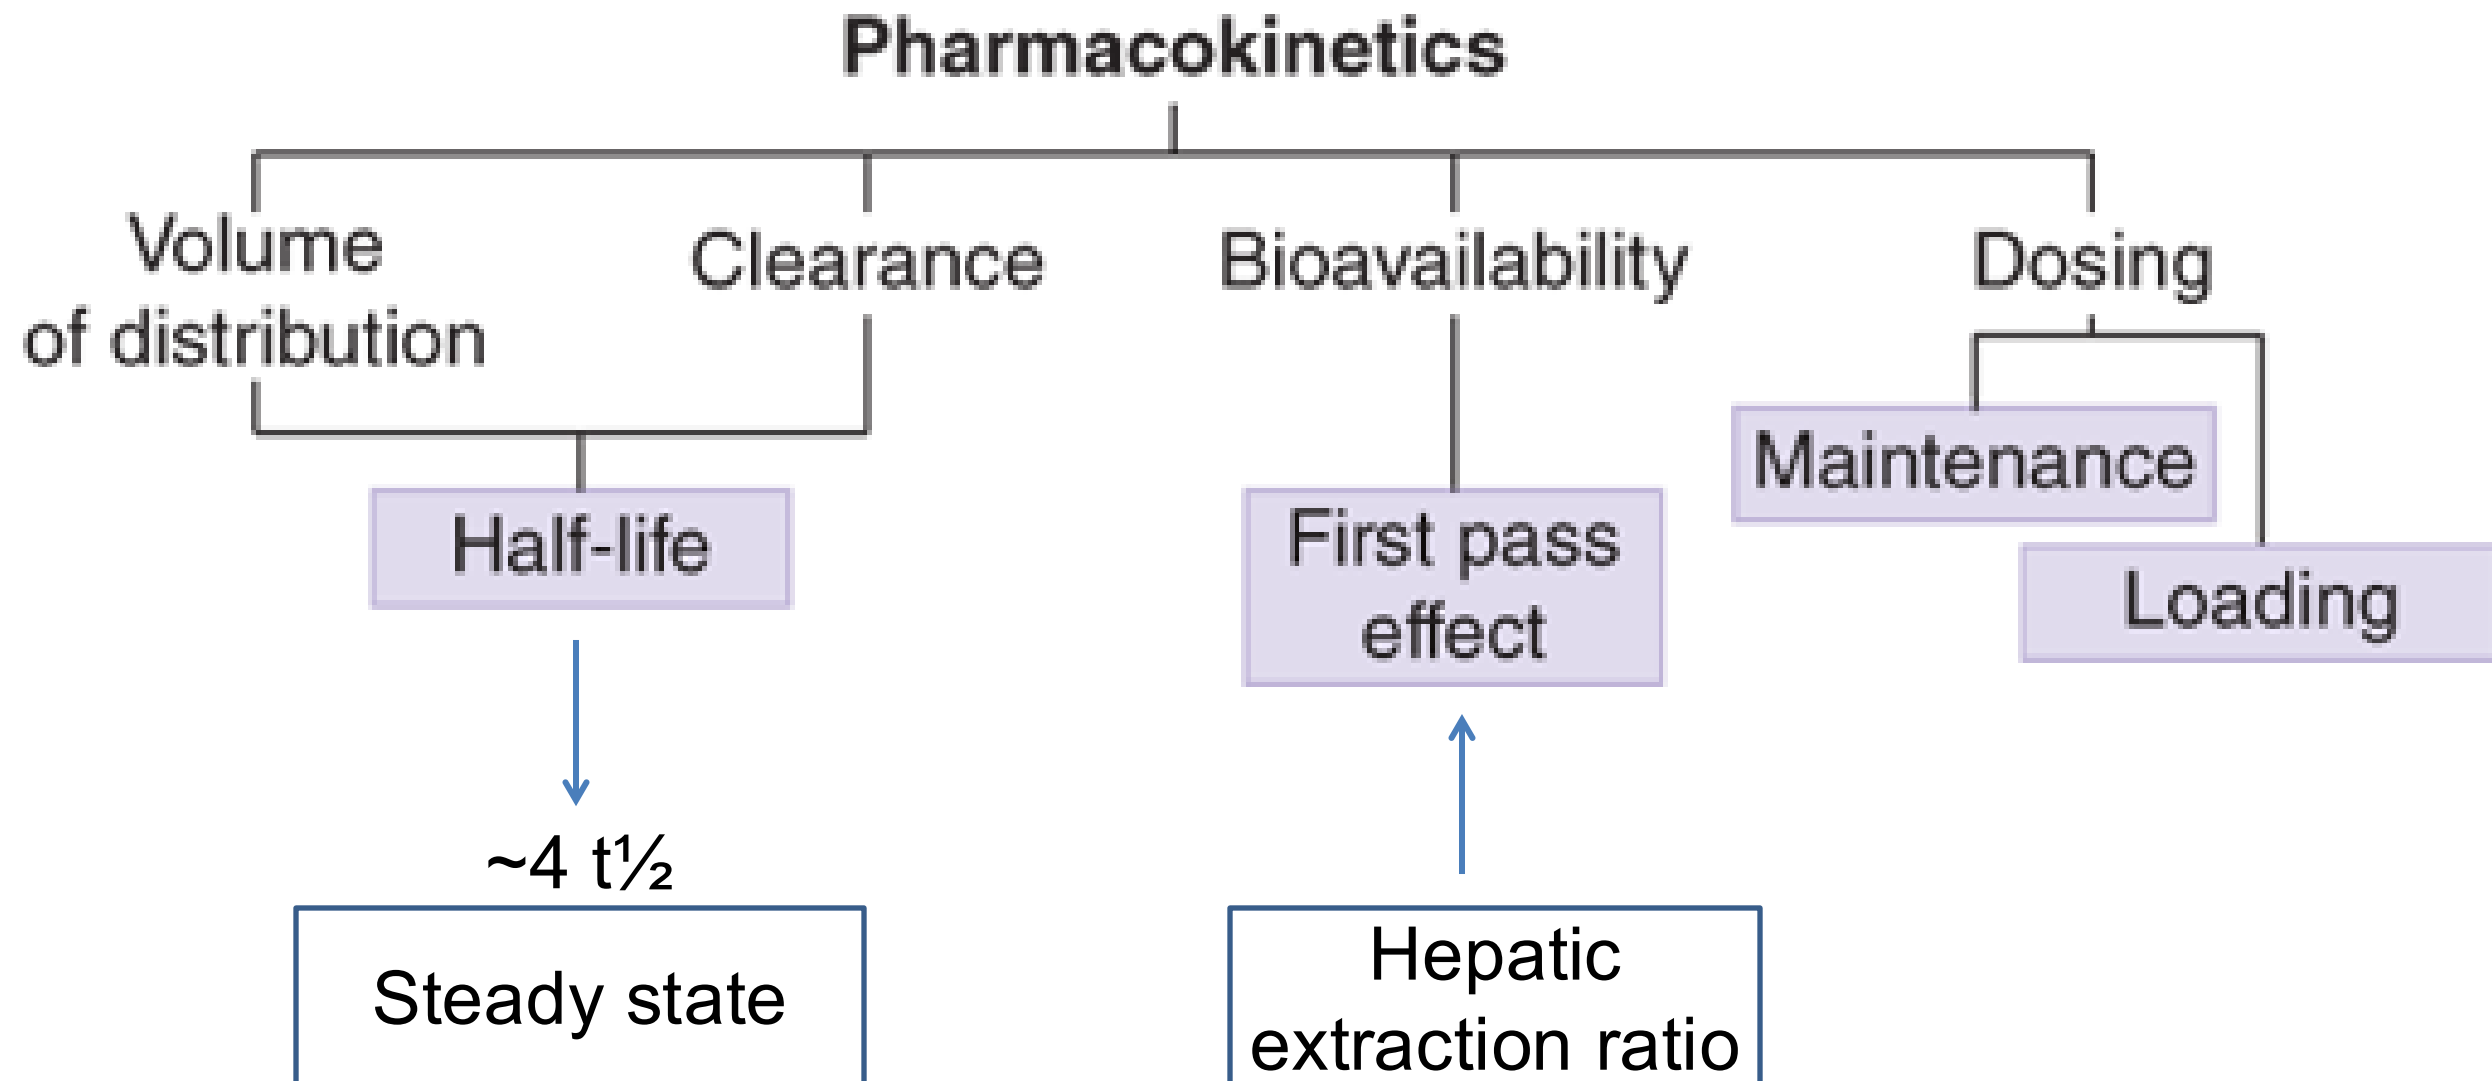 Pharmacokinetics
Volume
of distribution
Clearance
Bioavailability
Dosing
Half-life
First pass
effect
Maintenance
Loading
~4 t½
Steady state
Hepatic
extraction ratio